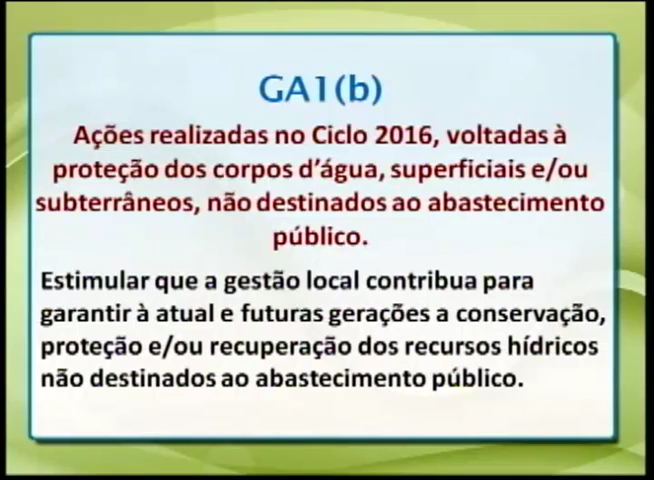 GA1(b)
Ações realizadas no Ciclo 2016, voltadas à
proteção dos corpos d’água, superficiais e/ou
subterrâneos, não destinados ao abastecimento
público.
Estimular que a gestão local contribua para
garantir à atual e futuras gerações a conservação,
proteção e/ou recuperação dos recursos hídricos
não destinados ao abastecimento público.